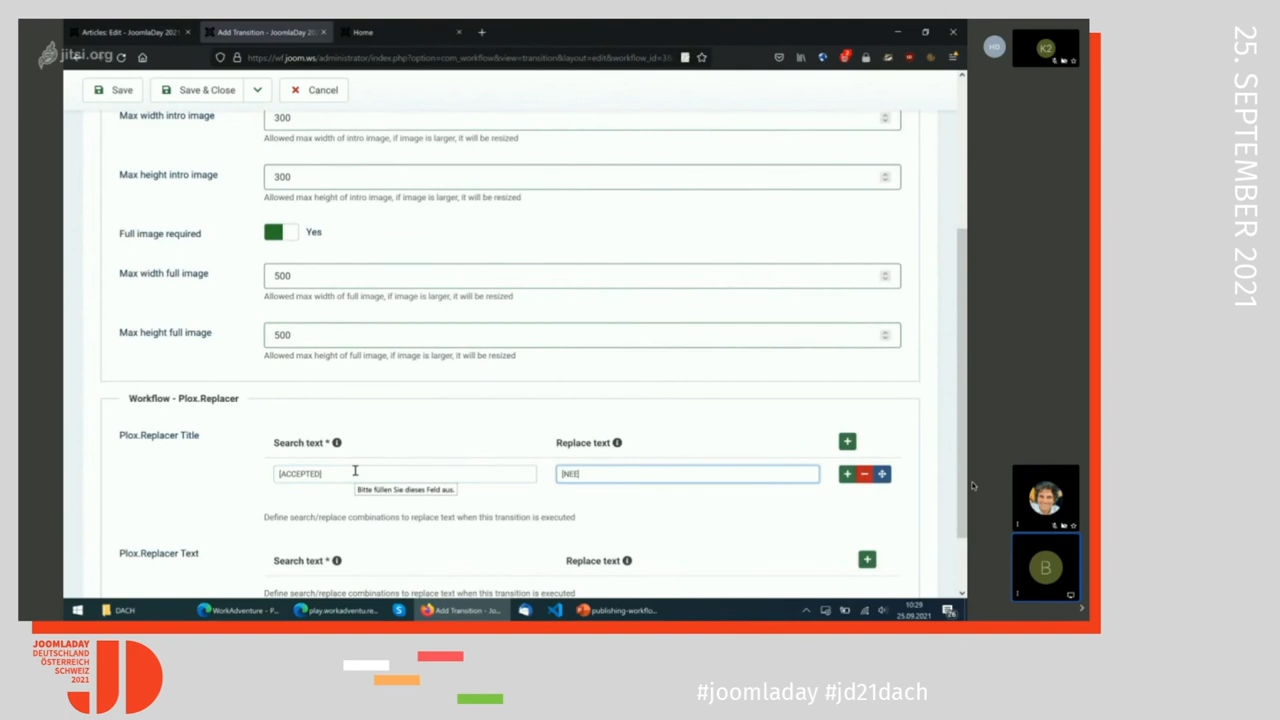 Articles: Edit - JoomlaDay 2021
Add Transition - JoomlaDay 202
Home
jitsi.org
https://wf.joom.ws/administrator/index.php?option=com_workflow&view=transition&layout=edit&workflow_id=36
Save
Save & Close
Cancel
Max width intro image
300
Allowed max width of intro image, if image is larger, it will be resized
Max height intro image
300
Allowed max height of intro image, if image is larger, it will be resized
Full image required
Yes
Max width full image
500
Allowed max width of full image, if image is larger, it will be resized
Max height full image
500
Allowed max height of full image, if image is larger, it will be resized
Workflow - Plox.Replacer
Plox.Replacer Title
Search text *
Replace text
[ACCEPTED]
[NEE]
Bitte füllen Sie dieses Feld aus.
Define search/replace combinations to replace text when this transition is executed
Plox.Replacer Text
Search text *
Replace text
Define search/replace combinations to replace text when this transition is executed
DACH
WorkAdventure - P...
play.workadventu.re...
Add Transition - Jo...
publishing-workflo...
10:29
25.09.2021
HD
K2
B
25. SEPTEMBER 2021
JOOMLADAY
DEUTSCHLAND
ÖSTERREICH
SCHWEIZ
2021
JD
#joomladay #jd21dach